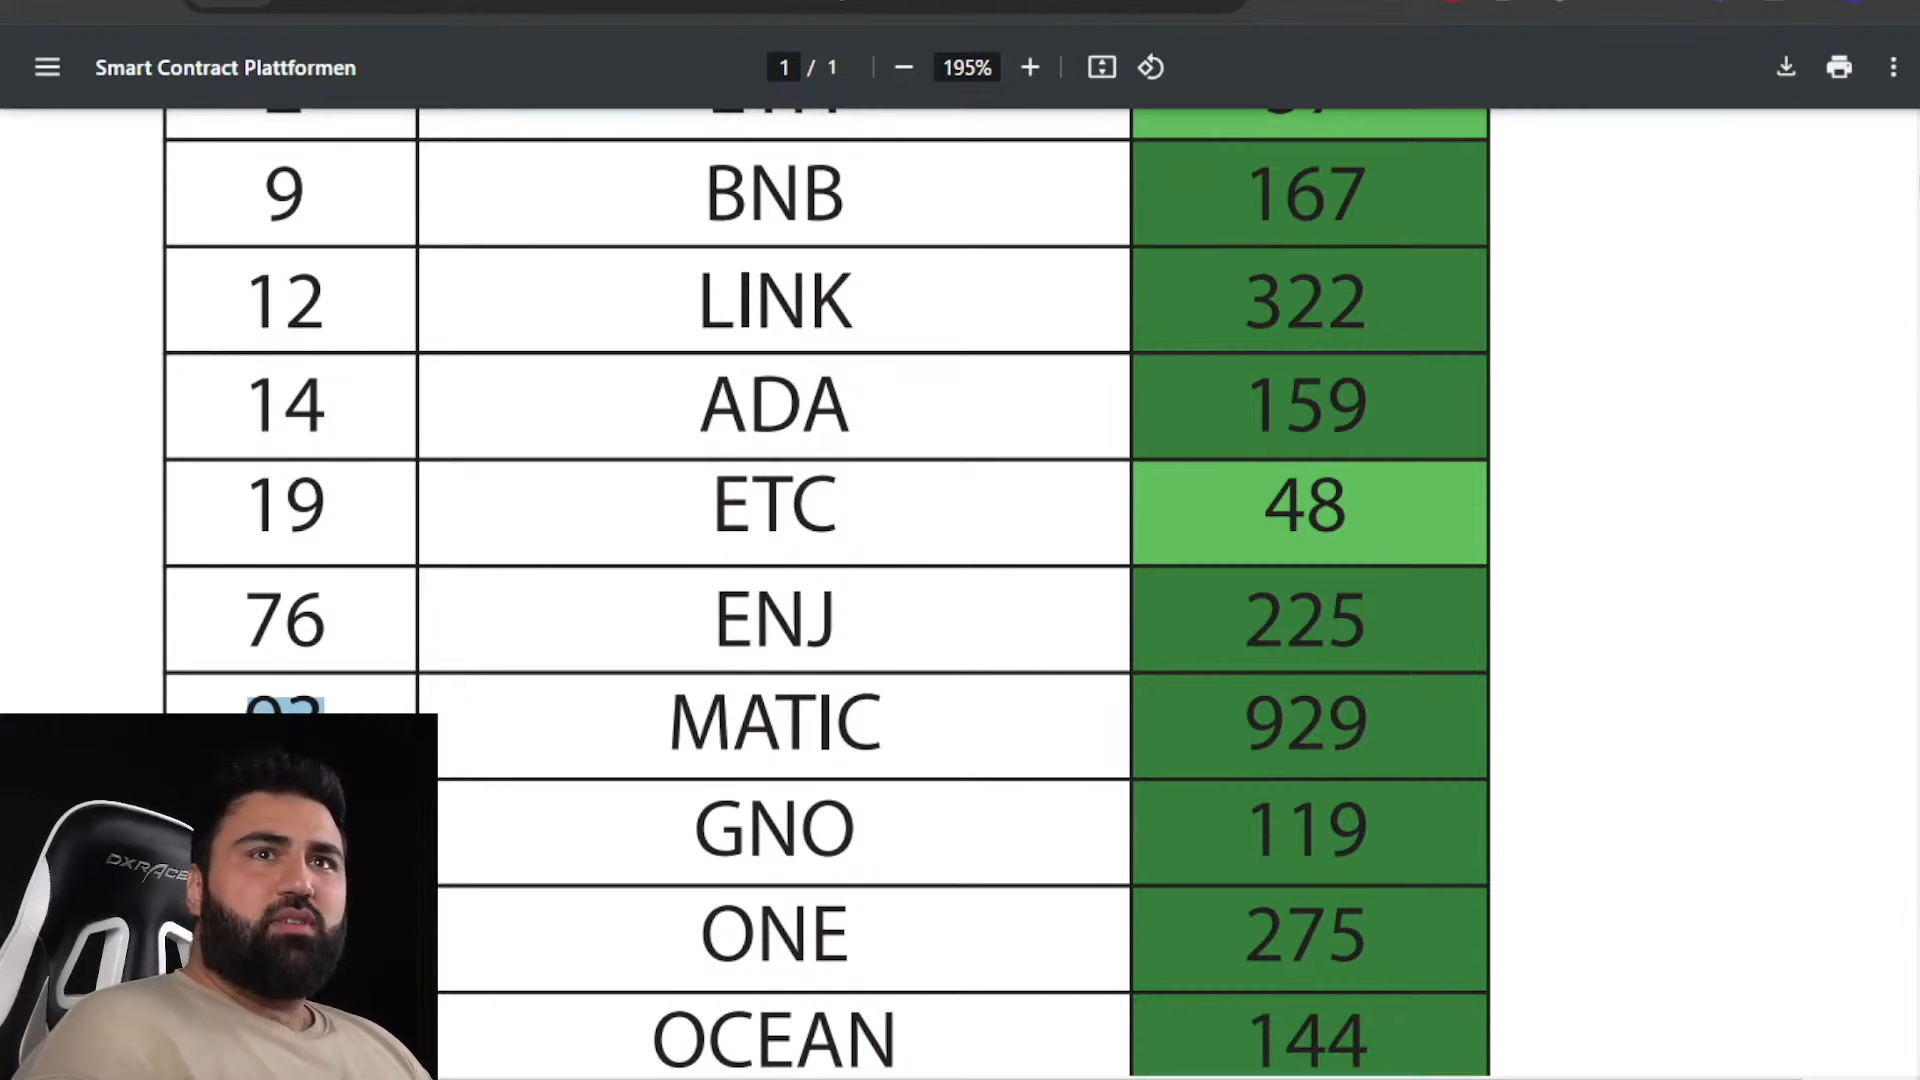 Smart Contract Plattformen
1 / 1
195%
9 BNB 167
12 LINK 322
14 ADA 159
19 ETC 48
76 ENJ 225
MATIC 929
GNO 119
ONE 275
OCEAN 144
DXRACE